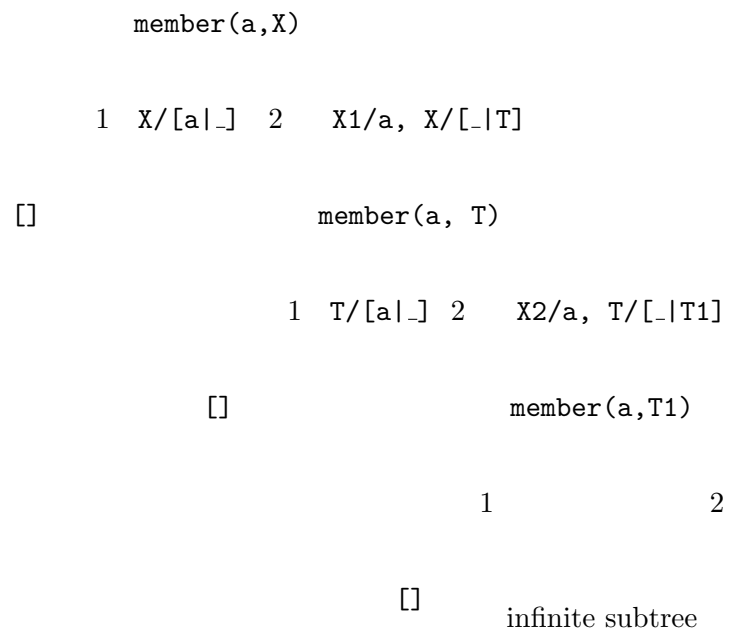 member(a,X)
1 X/[a|_] 2 X1/a, X/[_|T]
[] member(a, T)
1 T/[a|_] 2 X2/a, T/[_|T1]
[] member(a,T1)
1 2
[] infinite subtree